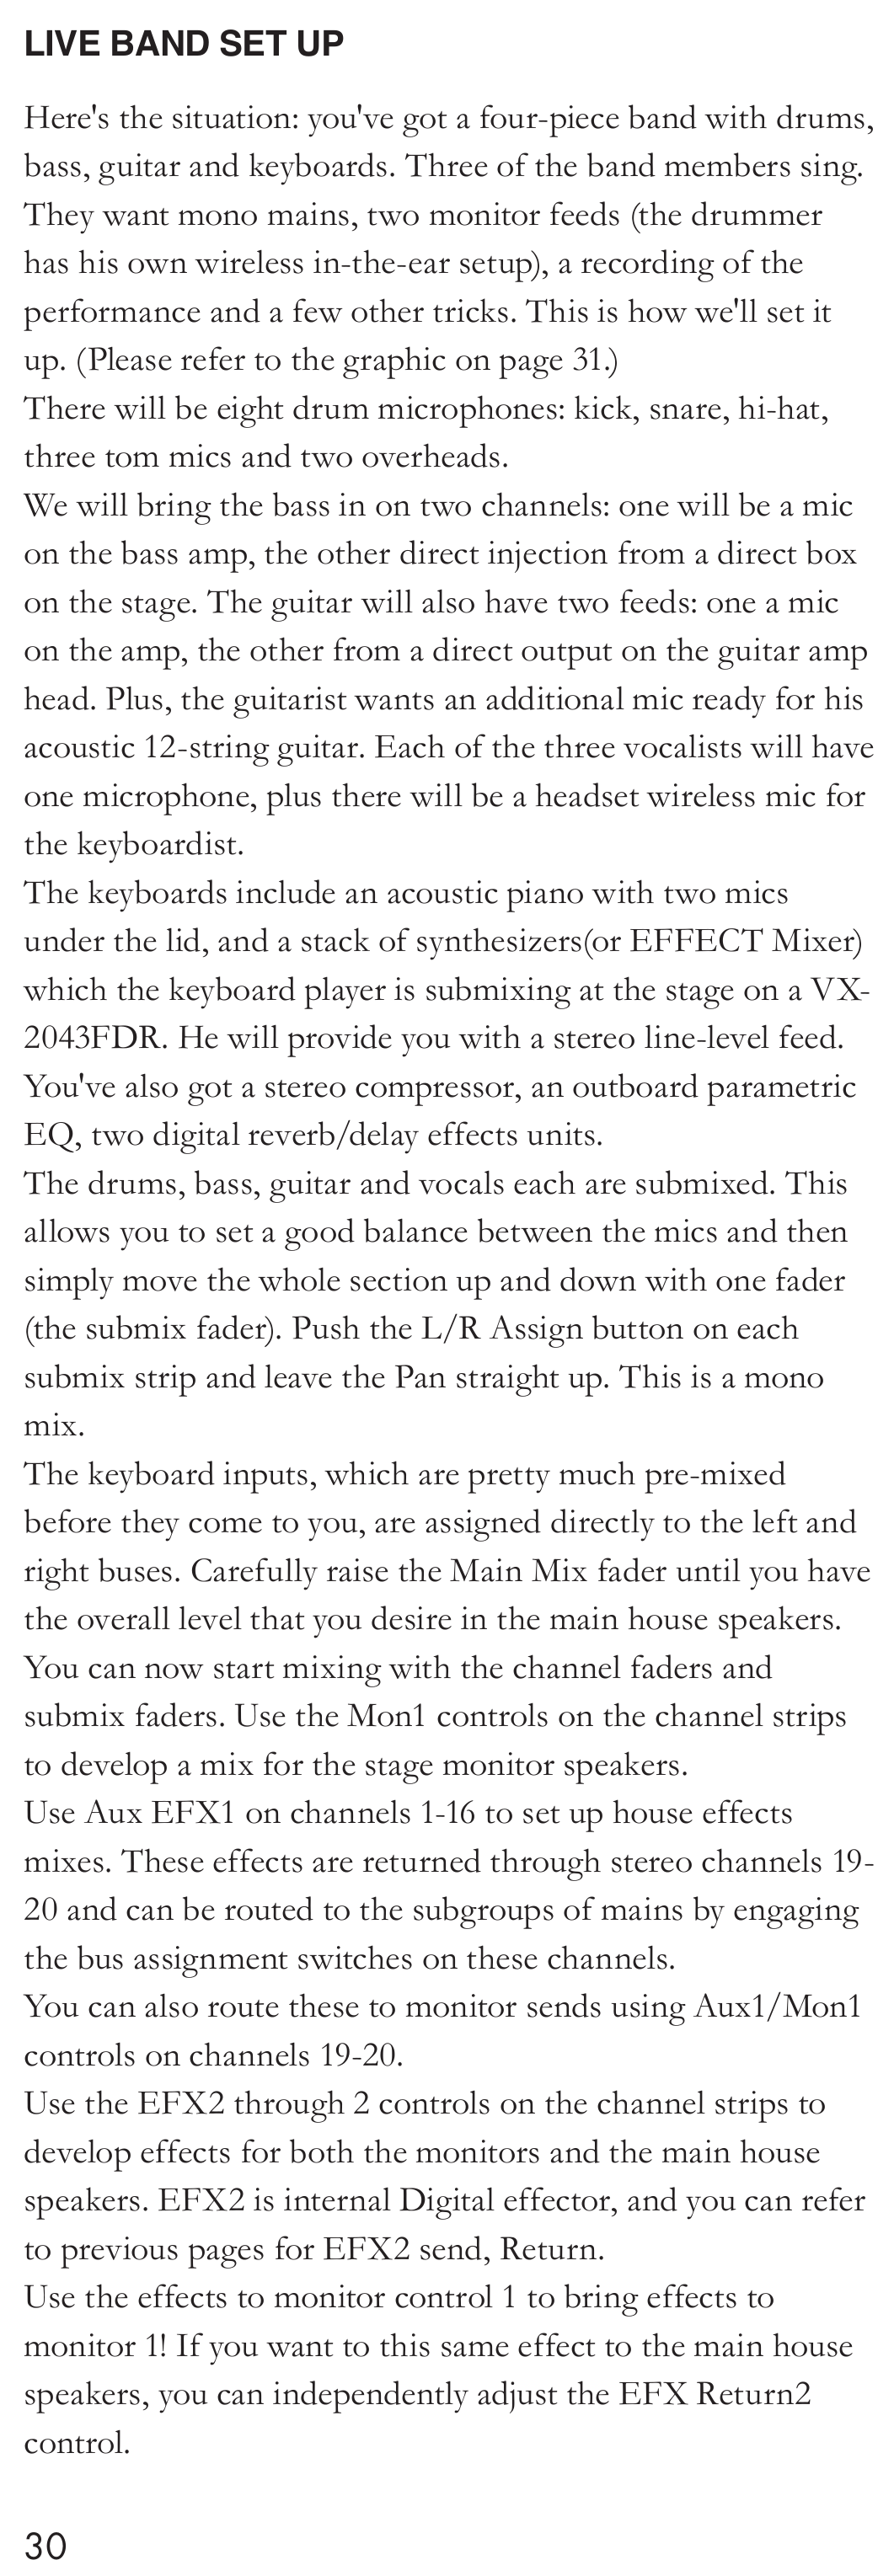 LIVE BAND SET UP
Here's the situation: you've got a four-piece band with drums,
bass, guitar and keyboards. Three of the band members sing.
They want mono mains, two monitor feeds (the drummer
has his own wireless in-the-ear setup), a recording of the
performance and a few other tricks. This is how we'll set it
up. (Please refer to the graphic on page 31.)
There will be eight drum microphones: kick, snare, hi-hat,
three tom mics and two overheads.
We will bring the bass in on two channels: one will be a mic
on the bass amp, the other direct injection from a direct box
on the stage. The guitar will also have two feeds: one a mic
on the amp, the other from a direct output on the guitar amp
head. Plus, the guitarist wants an additional mic ready for his
acoustic 12-string guitar. Each of the three vocalists will have
one microphone, plus there will be a headset wireless mic for
the keyboardist.
The keyboards include an acoustic piano with two mics
under the lid, and a stack of synthesizers(or EFFECT Mixer)
which the keyboard player is submixing at the stage on a VX-
2043FDR. He will provide you with a stereo line-level feed.
You've also got a stereo compressor, an outboard parametric
EQ, two digital reverb/delay effects units.
The drums, bass, guitar and vocals each are submixed. This
allows you to set a good balance between the mics and then
simply move the whole section up and down with one fader
(the submix fader). Push the L/R Assign button on each
submix strip and leave the Pan straight up. This is a mono
mix.
The keyboard inputs, which are pretty much pre-mixed
before they come to you, are assigned directly to the left and
right buses. Carefully raise the Main Mix fader until you have
the overall level that you desire in the main house speakers.
You can now start mixing with the channel faders and
submix faders. Use the Mon1 controls on the channel strips
to develop a mix for the stage monitor speakers.
Use Aux EFX1 on channels 1-16 to set up house effects
mixes. These effects are returned through stereo channels 19-
20 and can be routed to the subgroups of mains by engaging
the bus assignment switches on these channels.
You can also route these to monitor sends using Aux1/Mon1
controls on channels 19-20.
Use the EFX2 through 2 controls on the channel strips to
develop effects for both the monitors and the main house
speakers. EFX2 is internal Digital effector, and you can refer
to previous pages for EFX2 send, Return.
Use the effects to monitor control 1 to bring effects to
monitor 1! If you want to this same effect to the main house
speakers, you can independently adjust the EFX Return2
control.
30